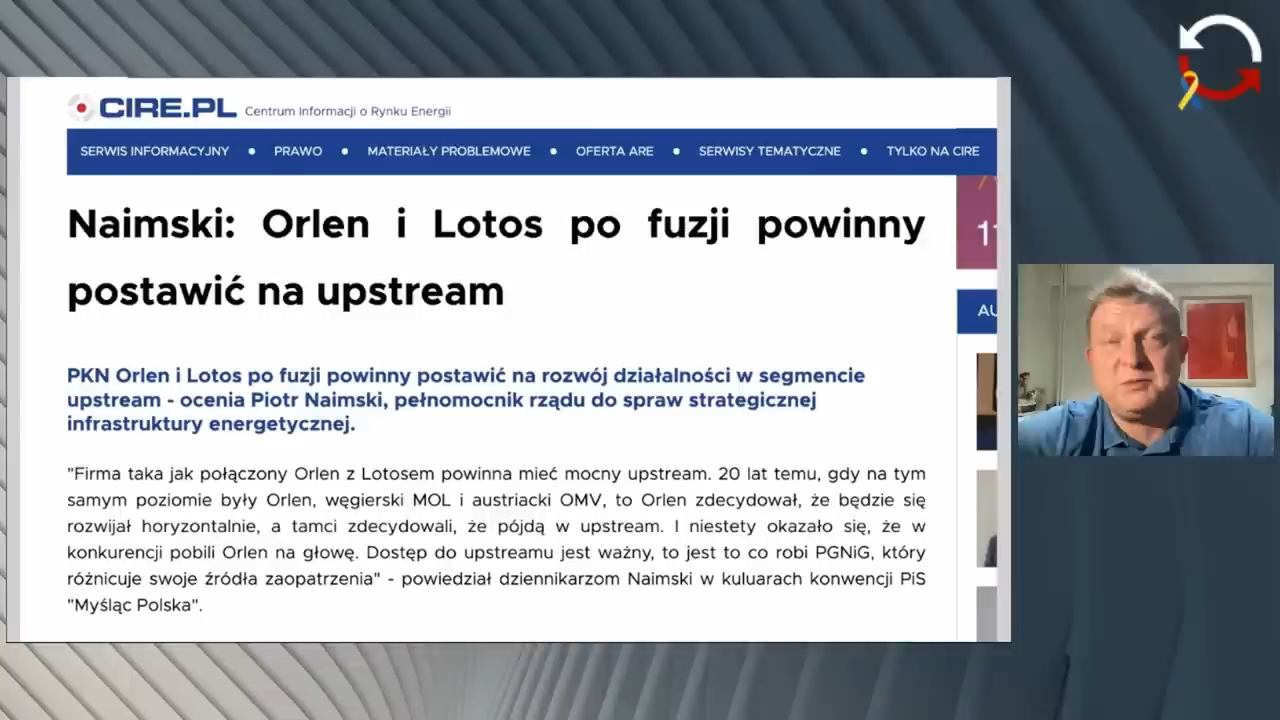 CIRE.PL Centrum Informacji o Rynku Energii
SERWIS INFORMACYJNY • PRAWO • MATERIAŁY PROBLEMOWE • OFERTA ARE • SERWISY TEMATYCZNE • TYLKO NA CIRE
Naimski: Orlen i Lotos po fuzji powinny
postawić na upstream
11
AU
PKN Orlen i Lotos po fuzji powinny postawić na rozwój działalności w segmencie
upstream - ocenia Piotr Naimski, pełnomocnik rządu do spraw strategicznej
infrastruktury energetycznej.
"Firma taka jak połączony Orlen z Lotosem powinna mieć mocny upstream. 20 lat temu, gdy na tym
samym poziomie były Orlen, węgierski MOL i austriacki OMV, to Orlen zdecydował, że będzie się
rozwijał horyzontalnie, a tamci zdecydowali, że pójdą w upstream. I niestety okazało się, że w
konkurencji pobili Orlen na głowę. Dostęp do upstreamu jest ważny, to jest to co robi PGNiG, który
różnicuje swoje źródła zaopatrzenia" - powiedział dziennikarzom Naimski w kuluarach konwencji PiS
"Myśląc Polska".